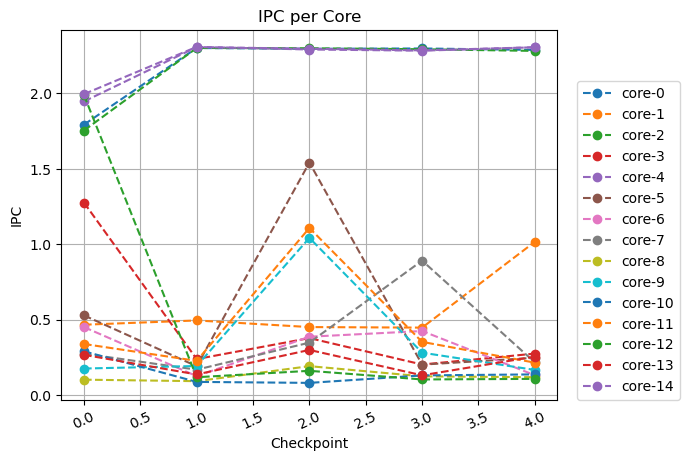 IPC per Core
IPC
2.0
1.5
1.0
0.5
0.0
0.0
0.5
1.0
1.5
2.0
2.5
3.0
3.5
4.0
Checkpoint
core-0
core-1
core-2
core-3
core-4
core-5
core-6
core-7
core-8
core-9
core-10
core-11
core-12
core-13
core-14